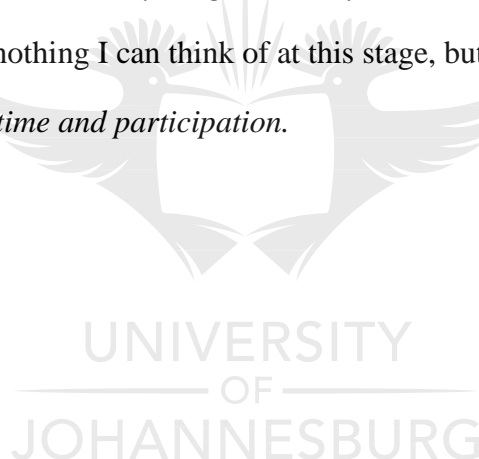 nothing I can think of at this stage, but
time and participation.
UNIVERSITY
OF
JOHANNESBURG